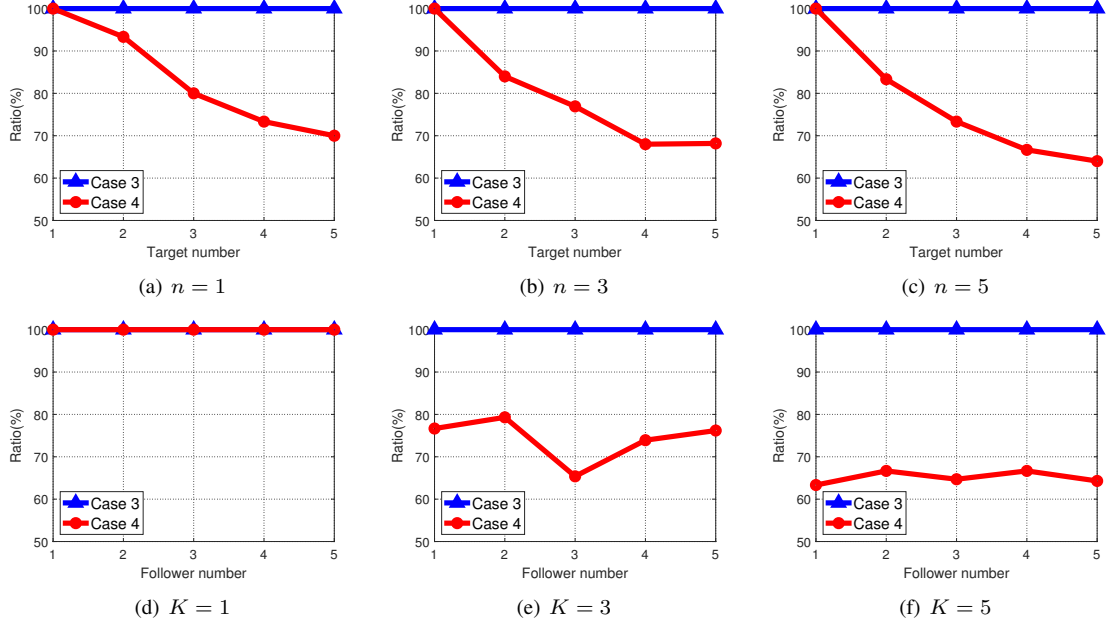 100
90
80
70
60
50
Ratio(%)
Case 3
Case 4
1 2 3 4 5
Target number
(a) n = 1
100
90
80
70
60
50
Ratio(%)
Case 3
Case 4
1 2 3 4 5
Target number
(b) n = 3
100
90
80
70
60
50
Ratio(%)
Case 3
Case 4
1 2 3 4 5
Target number
(c) n = 5
100
90
80
70
60
50
Ratio(%)
Case 3
Case 4
1 2 3 4 5
Follower number
(d) K = 1
100
90
80
70
60
50
Ratio(%)
Case 3
Case 4
1 2 3 4 5
Follower number
(e) K = 3
100
90
80
70
60
50
Ratio(%)
Case 3
Case 4
1 2 3 4 5
Follower number
(f) K = 5